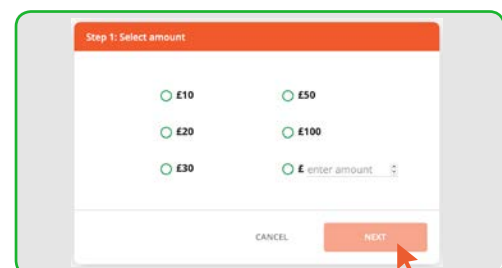 Step 1: Select amount
£10 £50
£20 £100
£30 £ enter amount
CANCEL NEXT